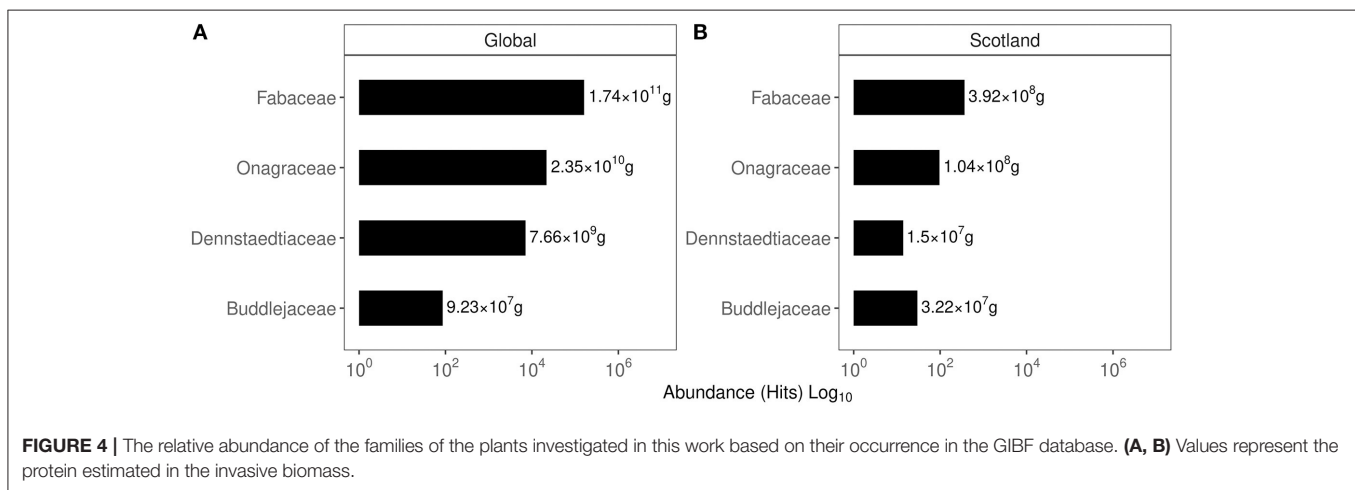 A
Global
Fabaceae
1.74×10¹¹g
Onagraceae
2.35×10¹⁰g
Dennstaedtiaceae
7.66×10⁹g
Buddlejaceae
9.23×10⁷g
10⁰ 10² 10⁴ 10⁶
B
Scotland
Fabaceae
3.92×10⁸g
Onagraceae
1.04×10⁸g
Dennstaedtiaceae
1.5×10⁷g
Buddlejaceae
3.22×10⁷g
10⁰ 10² 10⁴ 10⁶
Abundance (Hits) Log₁₀
FIGURE 4 | The relative abundance of the families of the plants investigated in this work based on their occurrence in the GIBF database. (A, B) Values represent the
protein estimated in the invasive biomass.